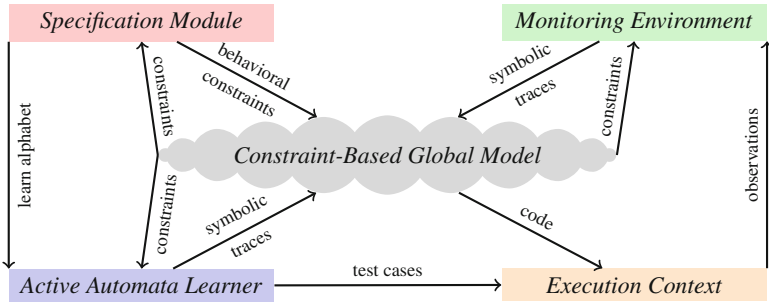 Specification Module
Monitoring Environment
behavioral
constraints
symbolic
traces
constraints
constraints
learn alphabet
Constraint-Based Global Model
observations
constraints
symbolic
traces
code
Active Automata Learner
test cases
Execution Context